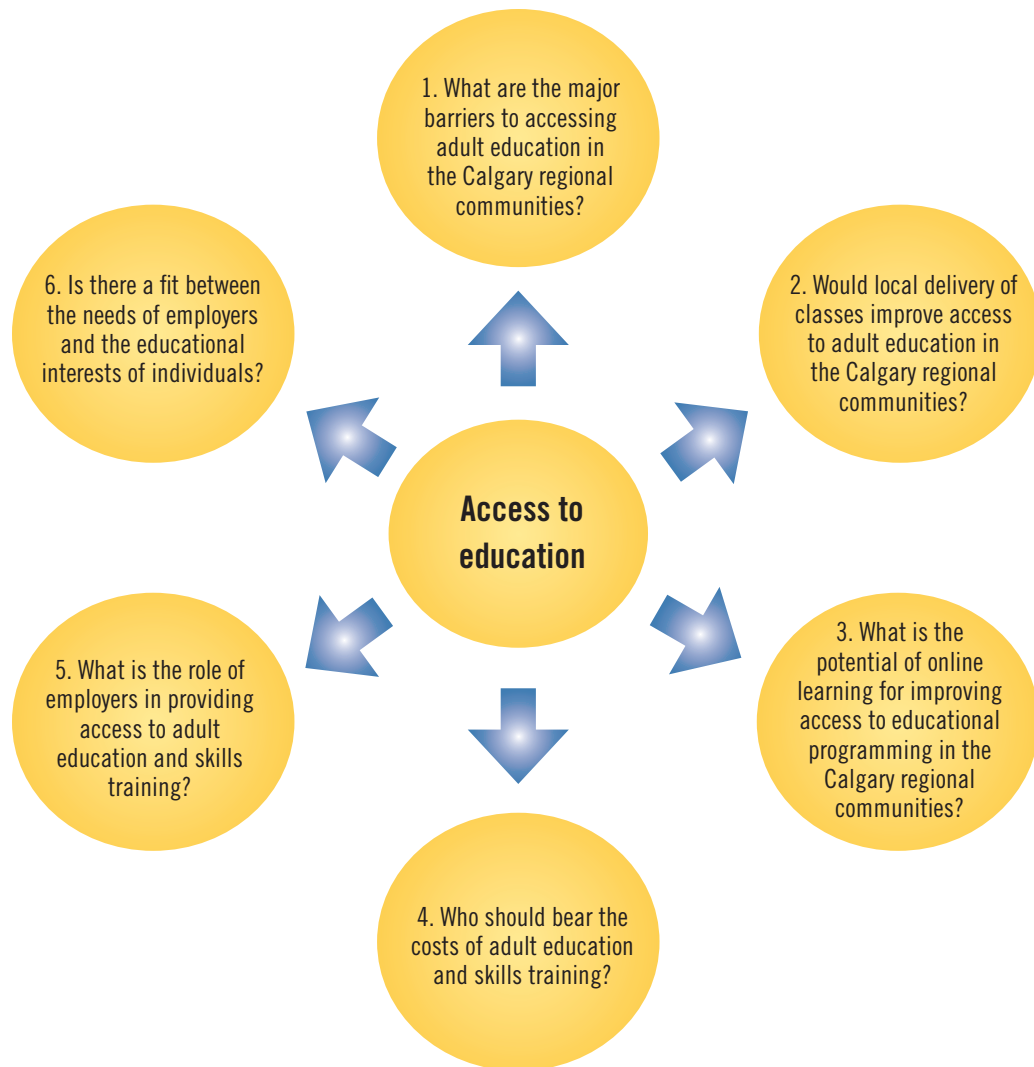 1. What are the major
barriers to accessing
adult education in
the Calgary regional
communities?
2. Would local delivery of
classes improve access
to adult education in
the Calgary regional
communities?
3. What is the
potential of online
learning for improving
access to educational
programming in the
Calgary regional
communities?
4. Who should bear the
costs of adult education
and skills training?
5. What is the role of
employers in providing
access to adult
education and skills
training?
6. Is there a fit between
the needs of employers
and the educational
interests of individuals?
Access to
education